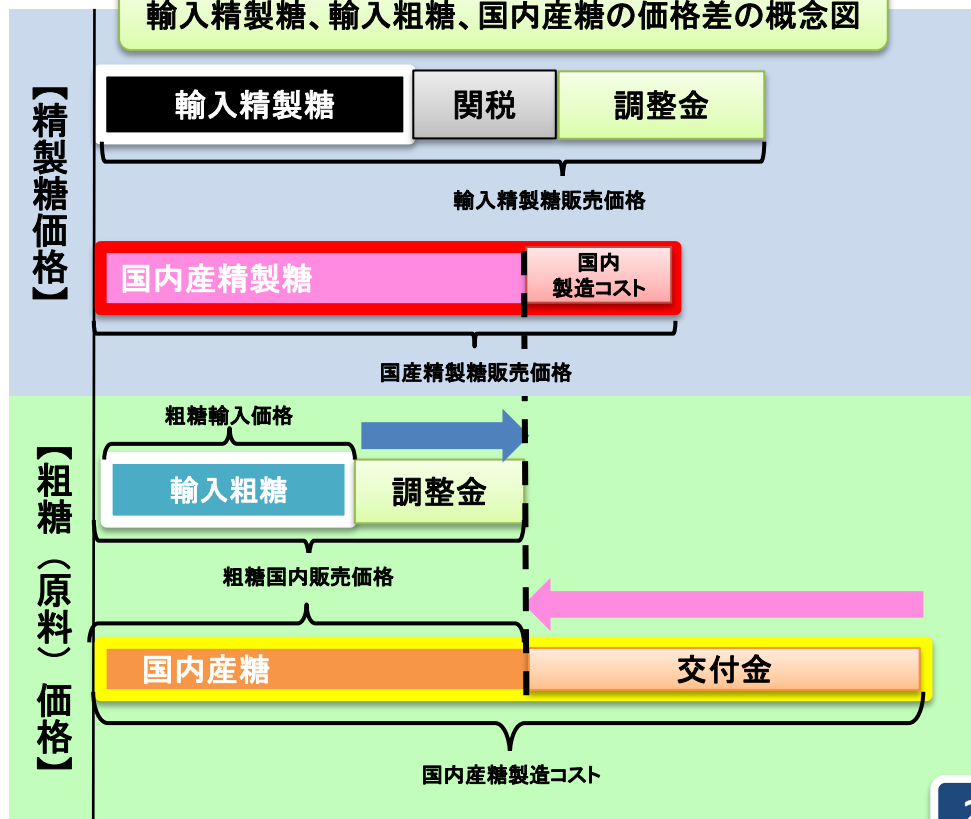 輸入精製糖、輸入粗糖、国内産糖の価格差の概念図
【精製糖価格】
輸入精製糖
関税
調整金
輸入精製糖販売価格
国内産精製糖
国内
製造コスト
国産精製糖販売価格
【粗糖（原料）価格】
粗糖輸入価格
輸入粗糖
調整金
粗糖国内販売価格
国内産糖
交付金
国内産糖製造コスト